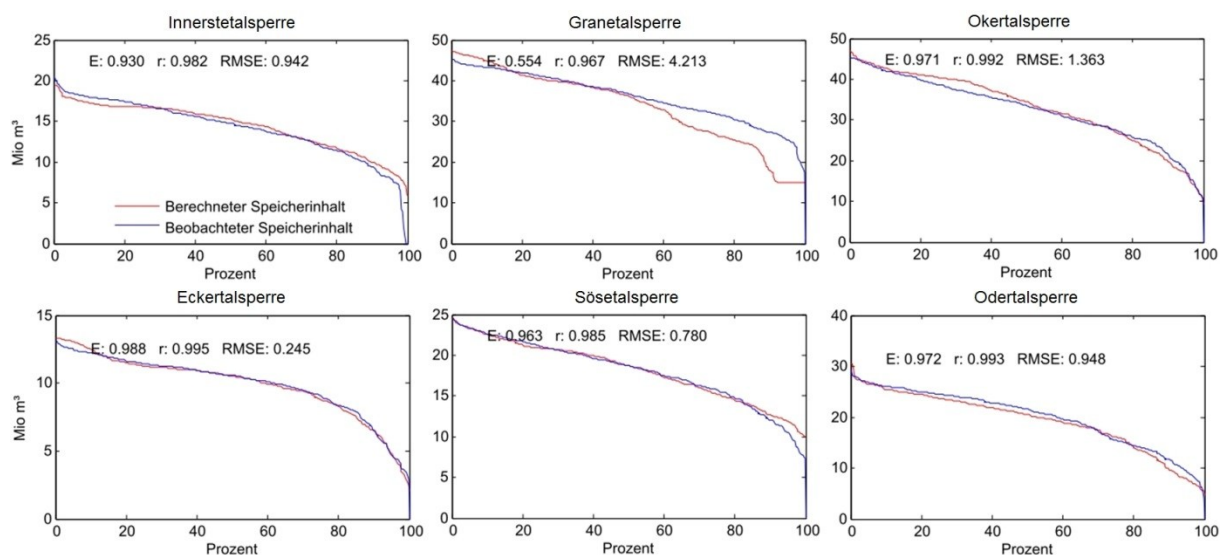 Innerstetalsperre
25
20
15
10
5
0
Mio m³
E: 0.930 r: 0.982 RMSE: 0.942
Berechneter Speicherinhalt
Beobachteter Speicherinhalt
0 20 40 60 80 100
Prozent
Granetalsperre
50
40
30
20
10
0
E: 0.554 r: 0.967 RMSE: 4.213
0 20 40 60 80 100
Prozent
Okertalsperre
50
40
30
20
10
0
E: 0.971 r: 0.992 RMSE: 1.363
0 20 40 60 80 100
Prozent
Eckertalsperre
15
10
5
0
Mio m³
E: 0.988 r: 0.995 RMSE: 0.245
0 20 40 60 80 100
Prozent
Sösetalsperre
25
20
15
10
5
0
E: 0.963 r: 0.985 RMSE: 0.780
0 20 40 60 80 100
Prozent
Odertalsperre
40
30
20
10
0
E: 0.972 r: 0.993 RMSE: 0.948
0 20 40 60 80 100
Prozent